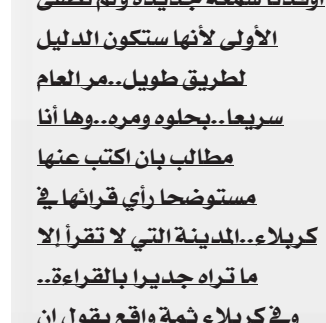 الأولى لأنها ستكون الدليل
لطريق طويل..مر العام
سريعا..بحلوه ومره..وها أنا
مطالب بان اكتب عنها
مستوضحا رأي قرائها في
كربلاء..المدينة التي لا تقرأ إلا
ما تراه جديرا بالقراءة..
وفي كربلاء ثمة واقع يقول ان